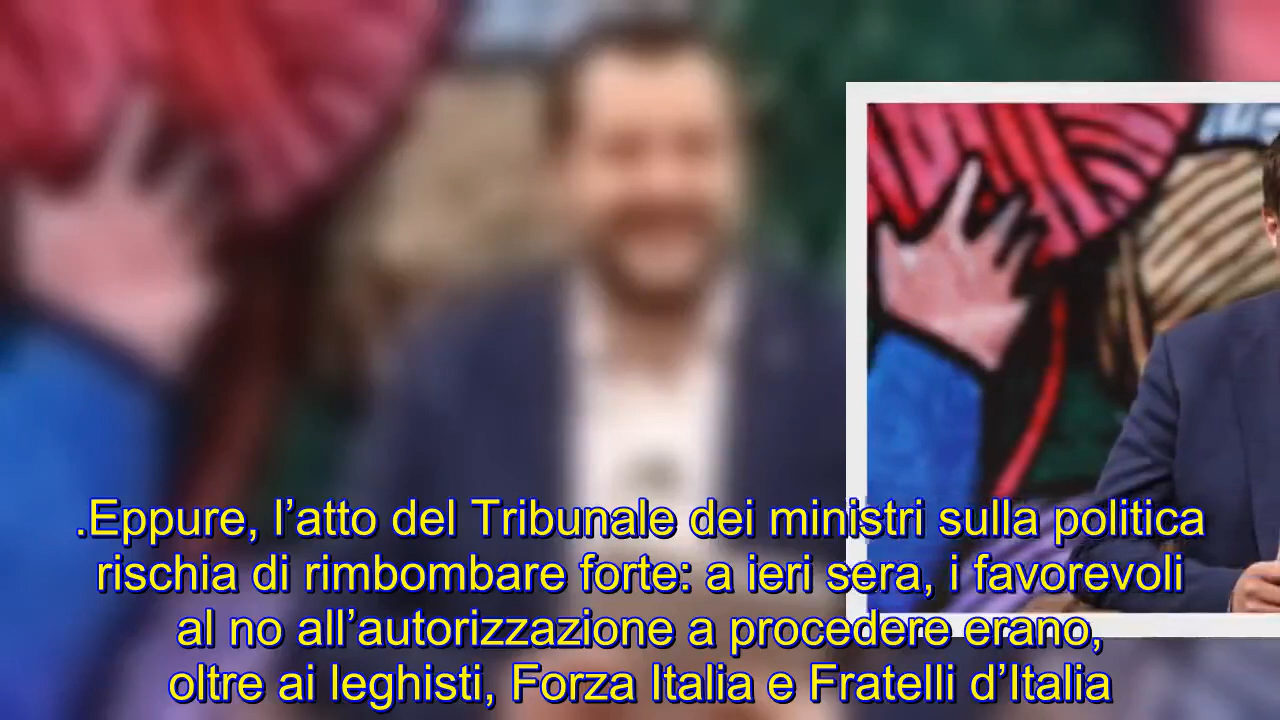 .Eppure, l’atto del Tribunale dei ministri sulla politica
rischia di rimbombare forte: a ieri sera, i favorevoli
al no all’autorizzazione a procedere erano,
oltre ai leghisti, Forza Italia e Fratelli d’Italia